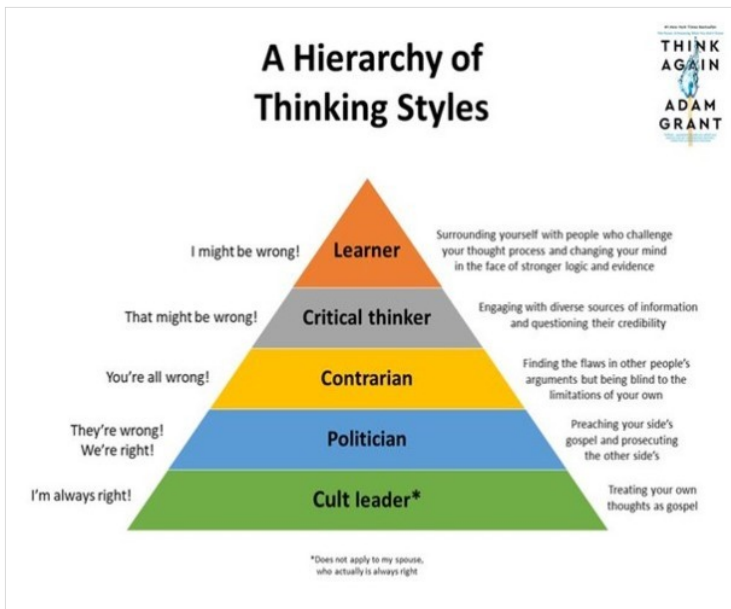 A Hierarchy of
Thinking Styles
THINK
AGAIN
ADAM
GRANT
I might be wrong!
Learner
Surrounding yourself with people who challenge
your thought process and changing your mind
in the face of stronger logic and evidence
That might be wrong!
Critical thinker
Engaging with diverse sources of information
and questioning their credibility
You're all wrong!
Contrarian
Finding the flaws in other people's
arguments but being blind to the
limitations of your own
They're wrong!
We're right!
Politician
Preaching your side's
gospel and prosecuting
the other side's
I'm always right!
Cult leader*
Treating your own
thoughts as gospel
*Does not apply to my spouse,
who actually is always right